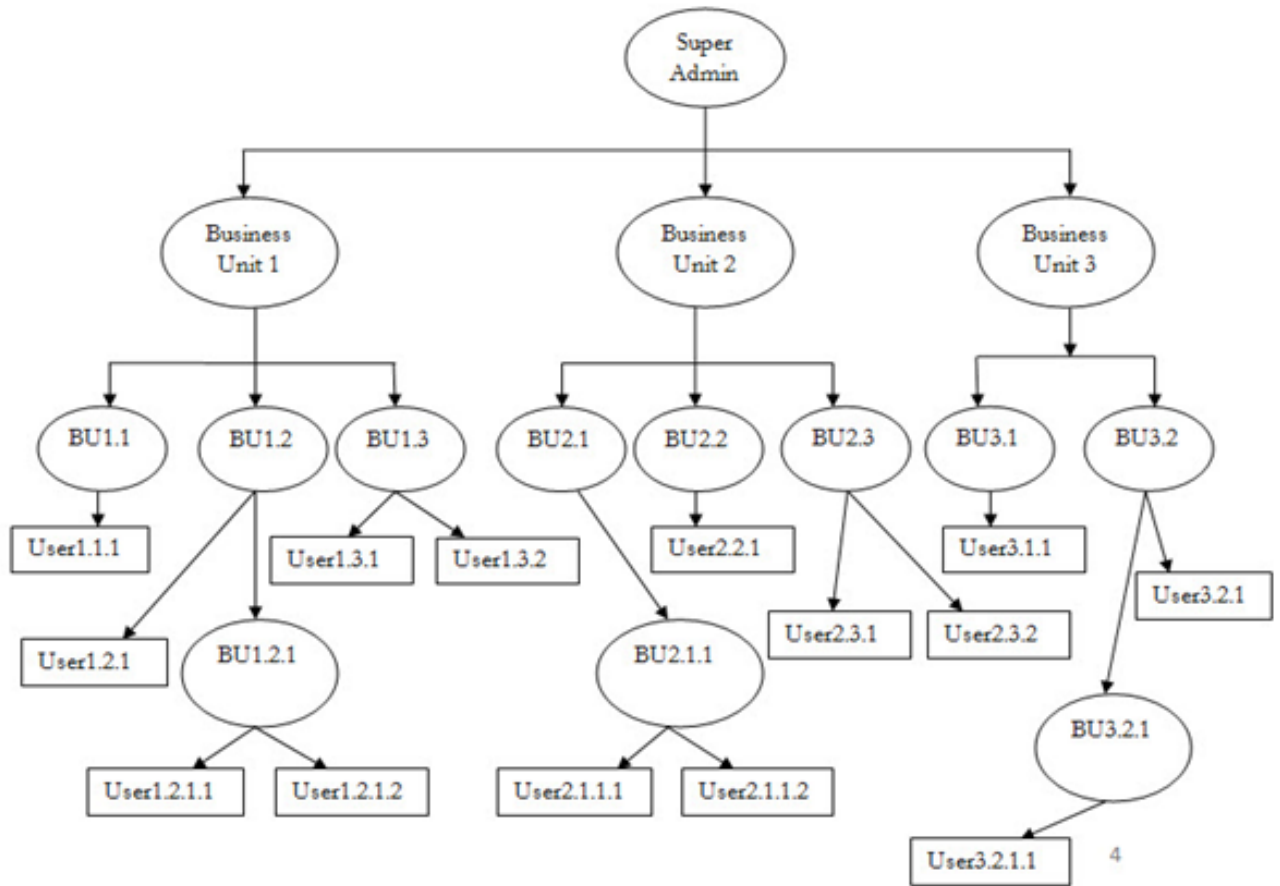 Super
Admin
Business
Unit 1
Business
Unit 2
Business
Unit 3
BU1.1
BU1.2
BU1.3
BU2.1
BU2.2
BU2.3
BU3.1
BU3.2
User1.1.1
User1.3.1
User1.3.2
User2.2.1
User3.1.1
User3.2.1
User1.2.1
BU1.2.1
BU2.1.1
User2.3.1
User2.3.2
BU3.2.1
User1.2.1.1
User1.2.1.2
User2.1.1.1
User2.1.1.2
User3.2.1.1
4